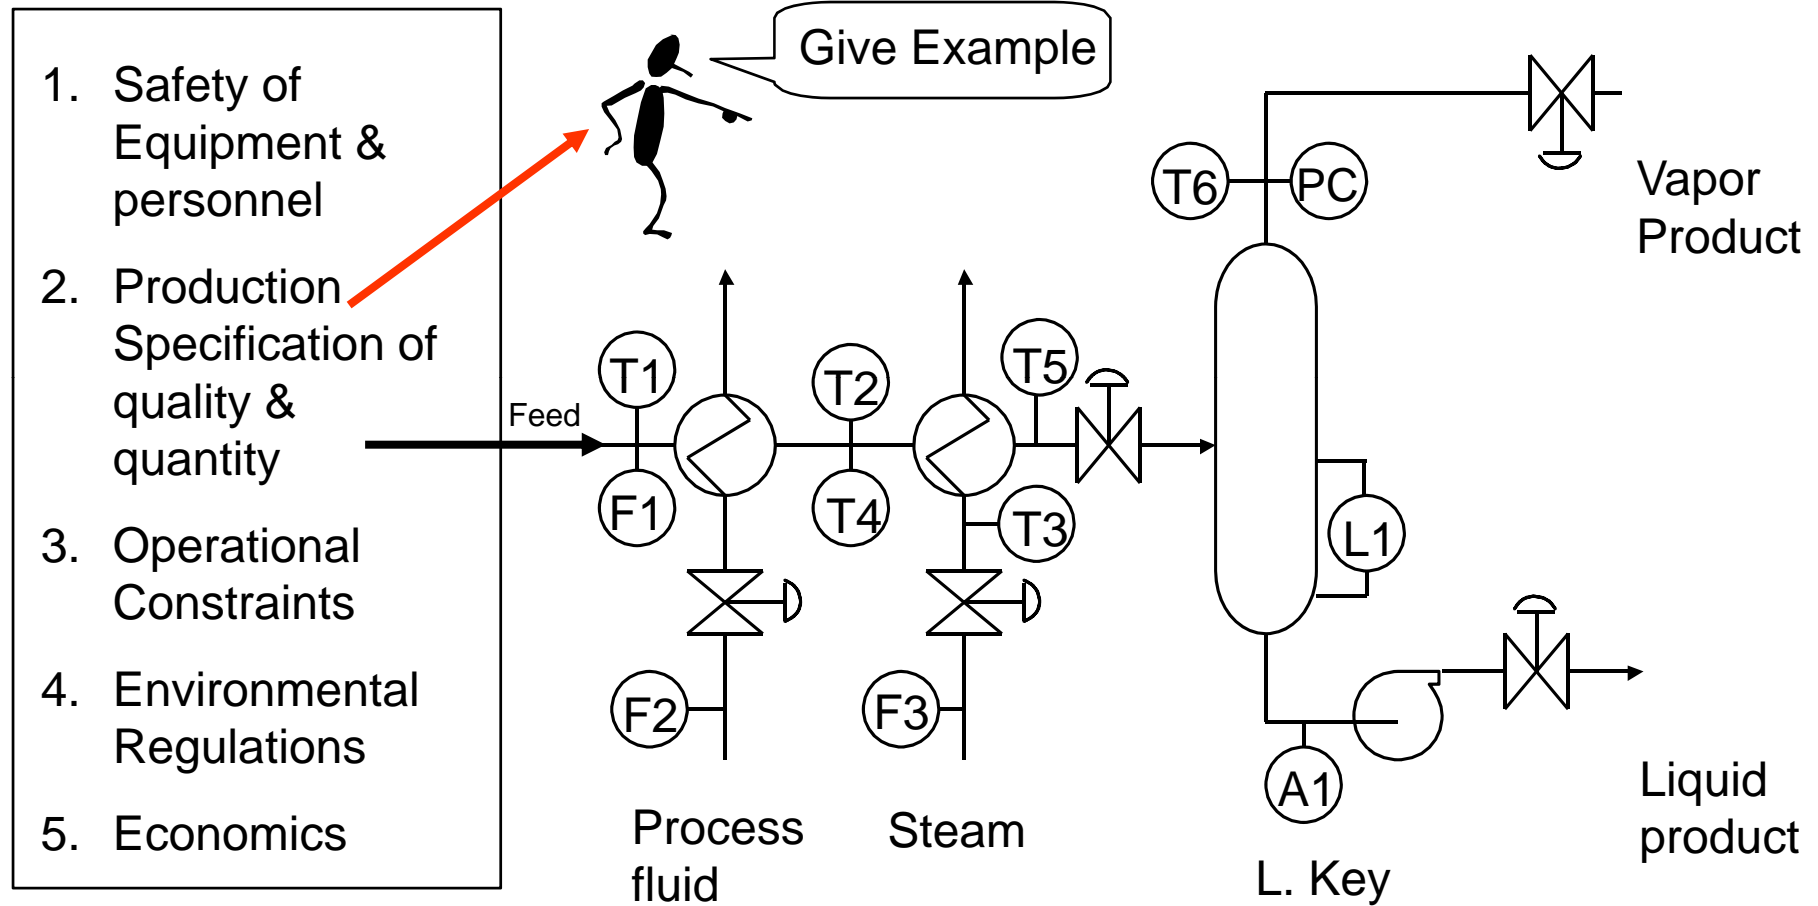 1. Safety of
Equipment &
personnel
2. Production
Specification of
quality &
quantity
3. Operational
Constraints
4. Environmental
Regulations
5. Economics
Give Example
Feed
T1
F1
T2
T4
T5
T3
F2
F3
T6
PC
L1
A1
Vapor
Product
Process
fluid
Steam
L. Key
Liquid
product